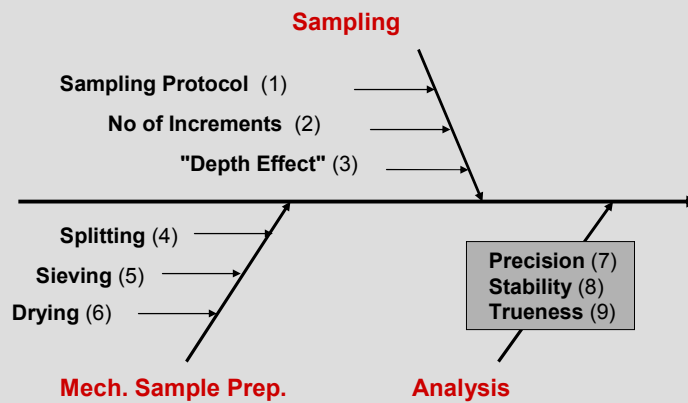 Sampling
Sampling Protocol (1)
No of Increments (2)
"Depth Effect" (3)
Splitting (4)
Sieving (5)
Drying (6)
Precision (7)
Stability (8)
Trueness (9)
Mech. Sample Prep.
Analysis